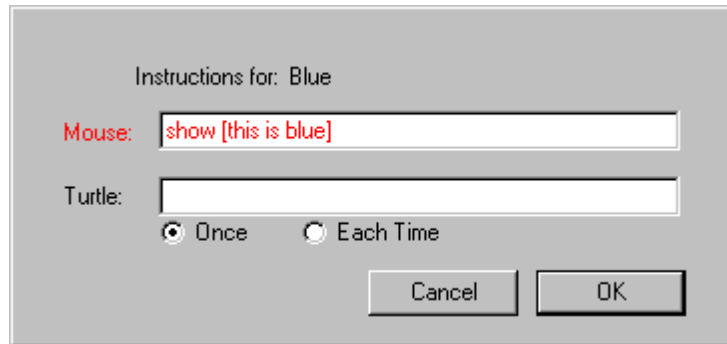 Instructions for: Blue
Mouse: show [this is blue]
Turtle:
Once Each Time
Cancel OK